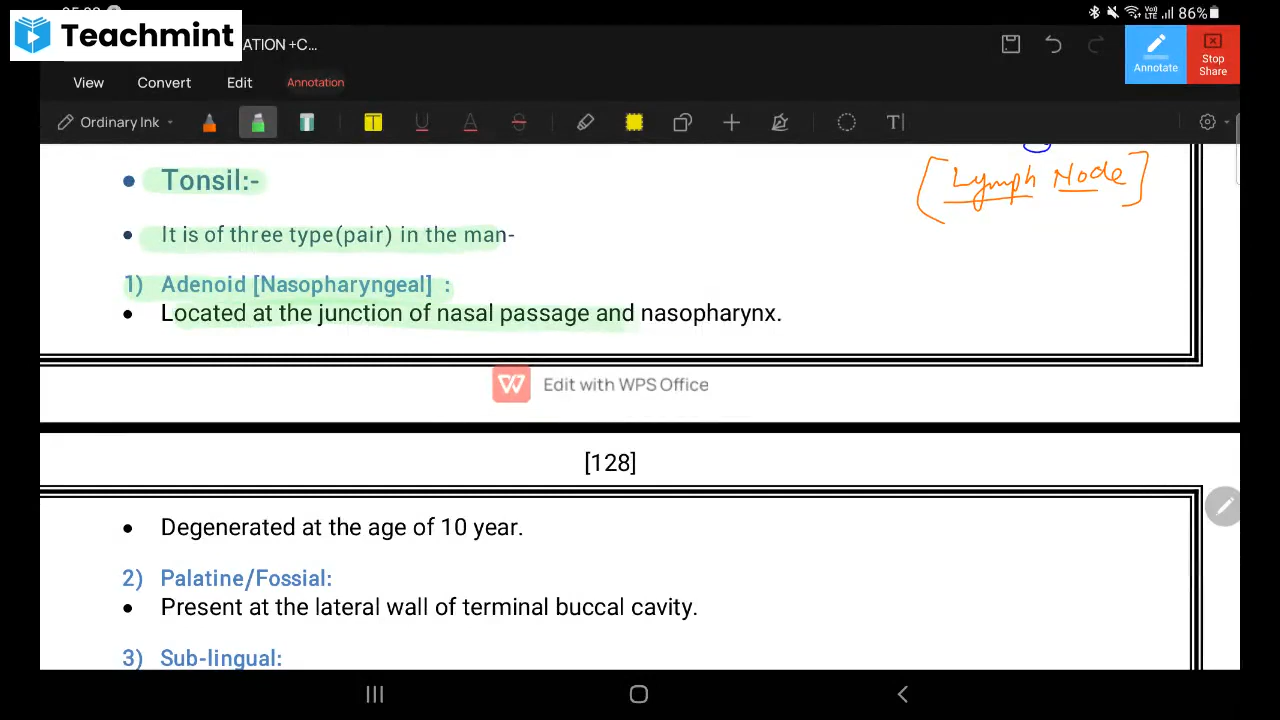 Teachmint
ATION +C...
86%
View Convert Edit Annotation
Annotate
Stop Share
Ordinary Ink
• Tonsil:-
[Lymph Node]
• It is of three type(pair) in the man-
1) Adenoid [Nasopharyngeal] :
• Located at the junction of nasal passage and nasopharynx.
Edit with WPS Office
[128]
• Degenerated at the age of 10 year.
2) Palatine/Fossial:
• Present at the lateral wall of terminal buccal cavity.
3) Sub-lingual: